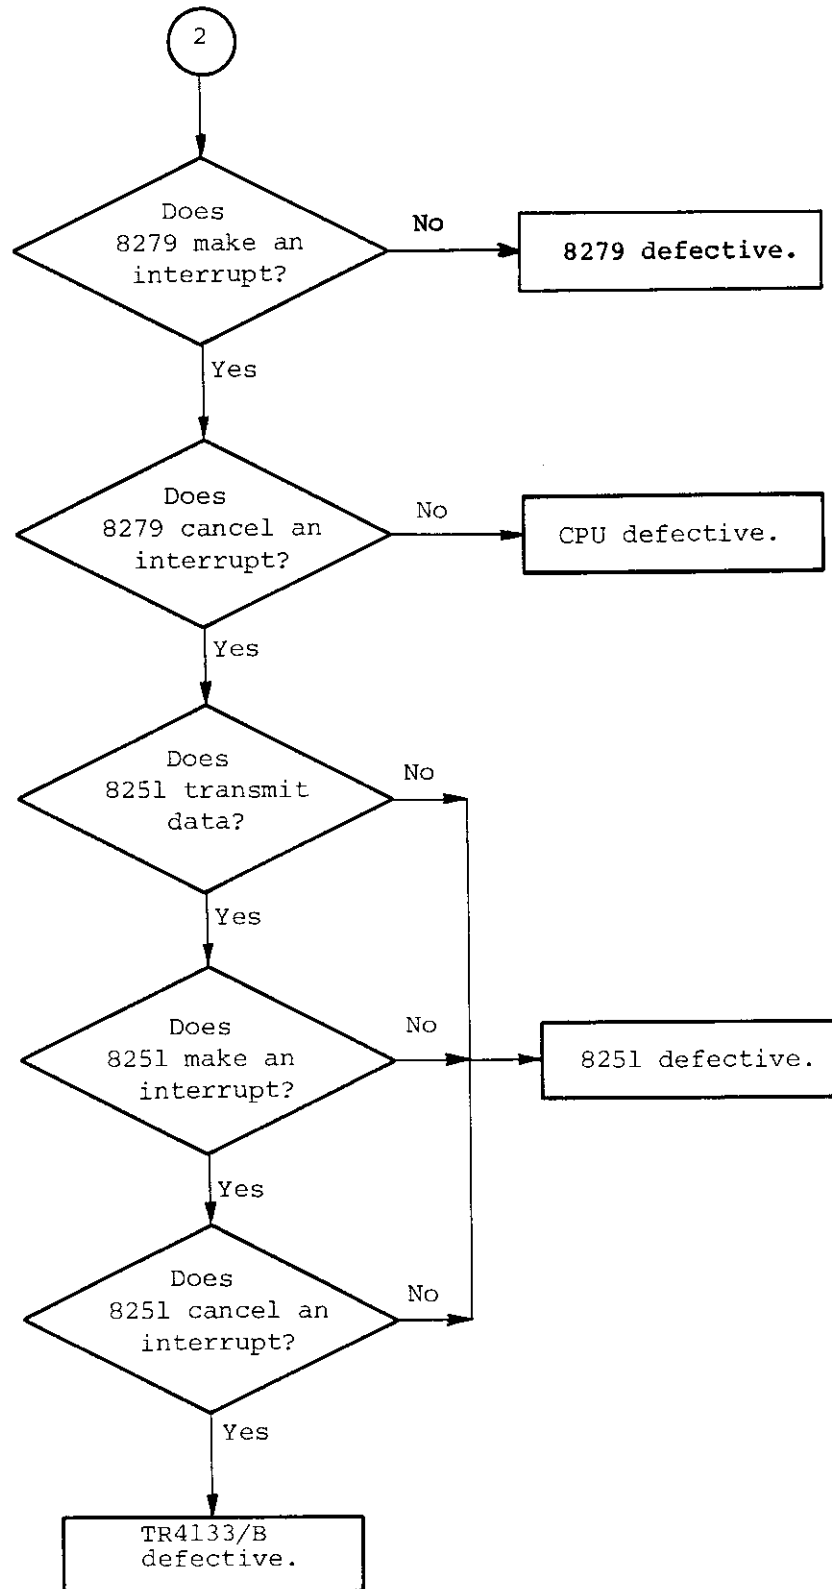 2
Does
8279 make an
interrupt?
No
8279 defective.
Yes
Does
8279 cancel an
interrupt?
No
CPU defective.
Yes
Does
8251 transmit
data?
No
Yes
Does
8251 make an
interrupt?
No
8251 defective.
Yes
Does
8251 cancel an
interrupt?
No
Yes
TR4133/B
defective.